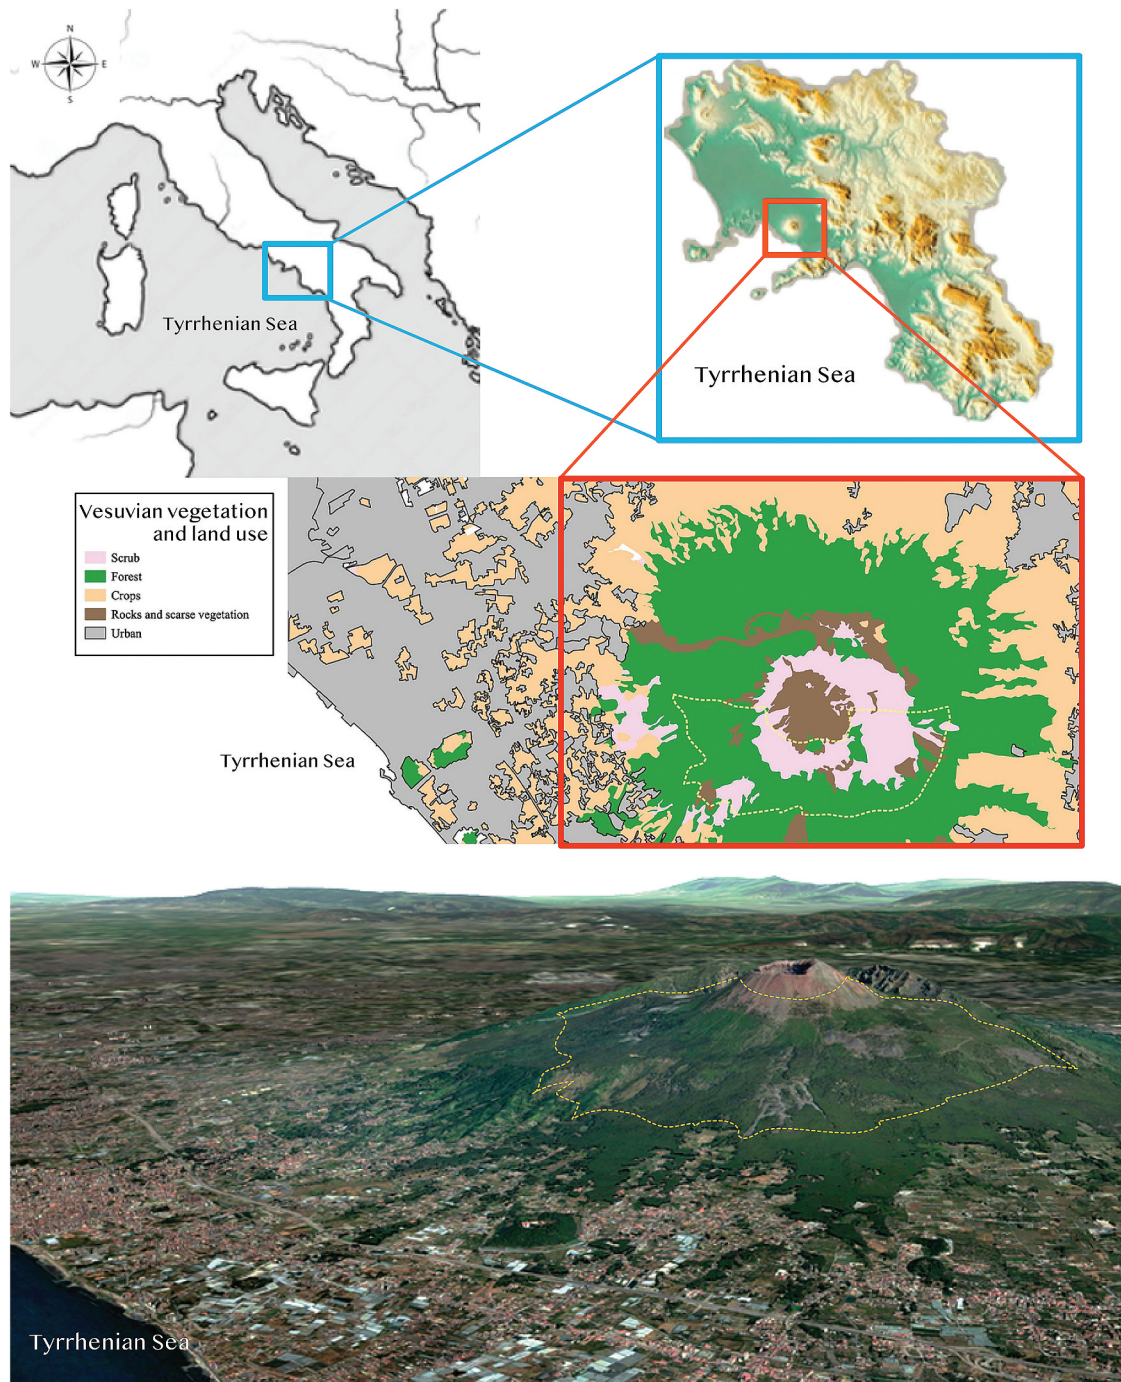 N
W
E
S
Tyrrhenian Sea
Tyrrhenian Sea
Vesuvian vegetation
and land use
Scrub
Forest
Crops
Rocks and scarse vegetation
Urban
Tyrrhenian Sea
Tyrrhenian Sea